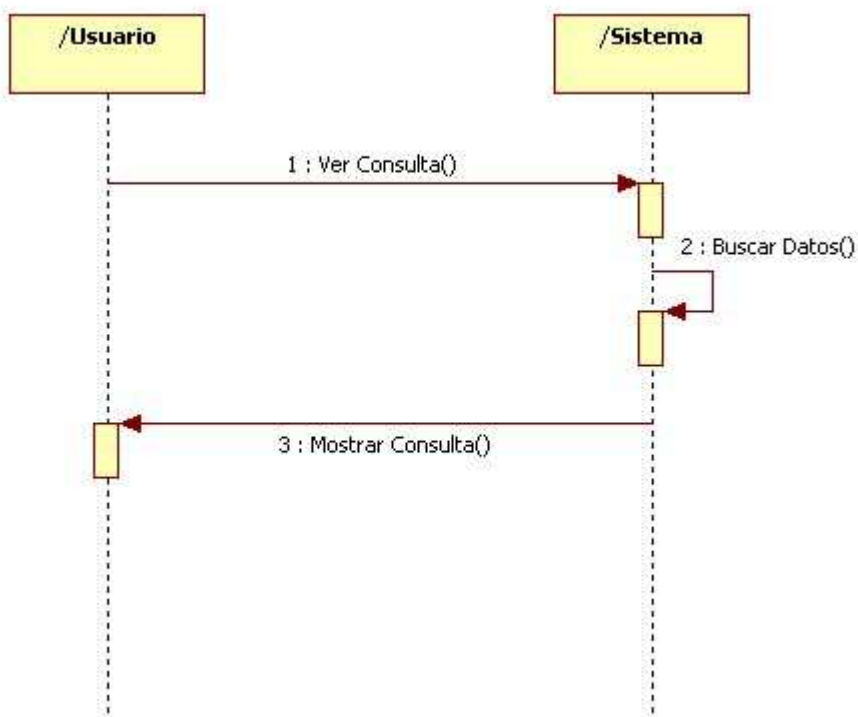 /Usuario
/Sistema
1 : Ver Consulta()
2 : Buscar Datos()
3 : Mostrar Consulta()